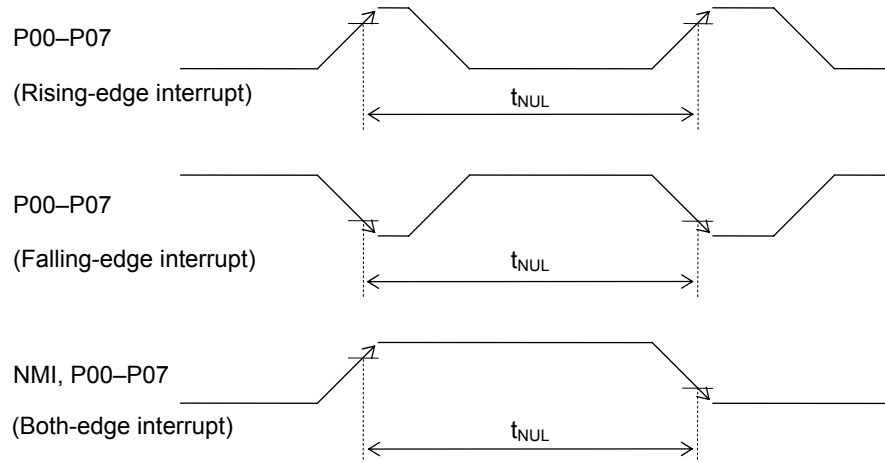 P00–P07
(Rising-edge interrupt)
tNUL
P00–P07
(Falling-edge interrupt)
tNUL
NMI, P00–P07
(Both-edge interrupt)
tNUL